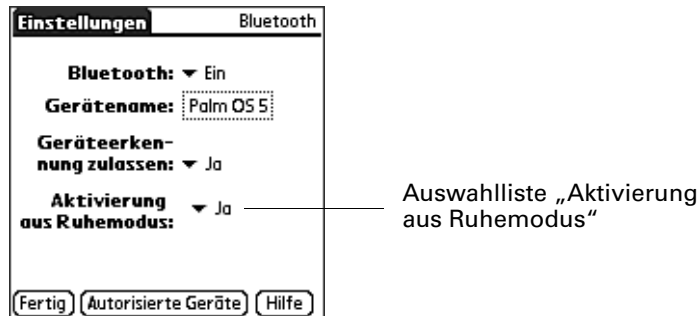 Einstellungen Bluetooth
Bluetooth: Ein
Gerätename: Palm OS 5
Geräteerken-
nung zulassen: Ja
Aktivierung
aus Ruhemodus: Ja
Auswahlliste „Aktivierung
aus Ruhemodus“
Fertig Autorisierte Geräte Hilfe